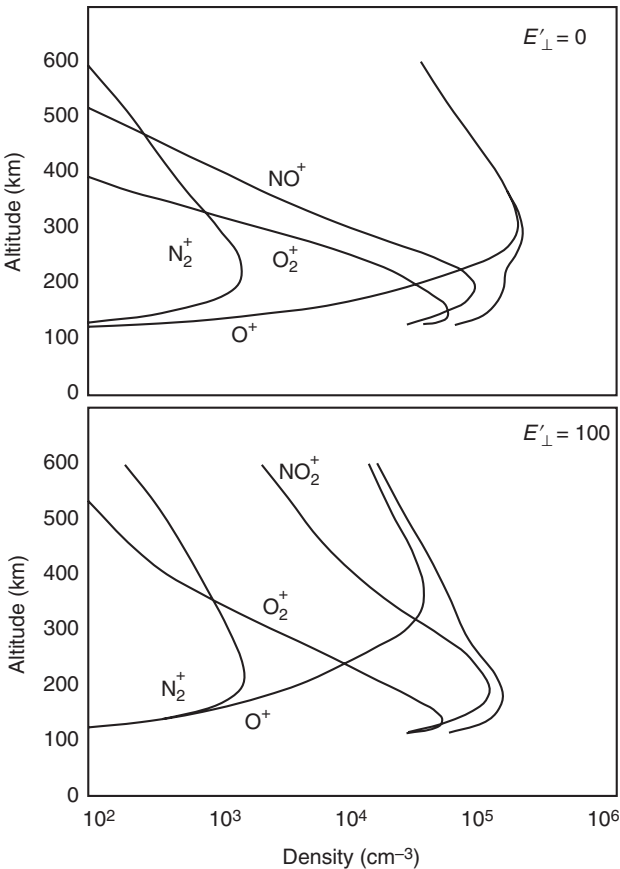 E′⊥ = 0
600
500
400
300
200
100
0
Altitude (km)
NO+
N2+
O2+
O+
E′⊥ = 100
600
500
400
300
200
100
0
Altitude (km)
NO2+
O2+
N2+
O+
10² 10³ 10⁴ 10⁵ 10⁶
Density (cm⁻³)